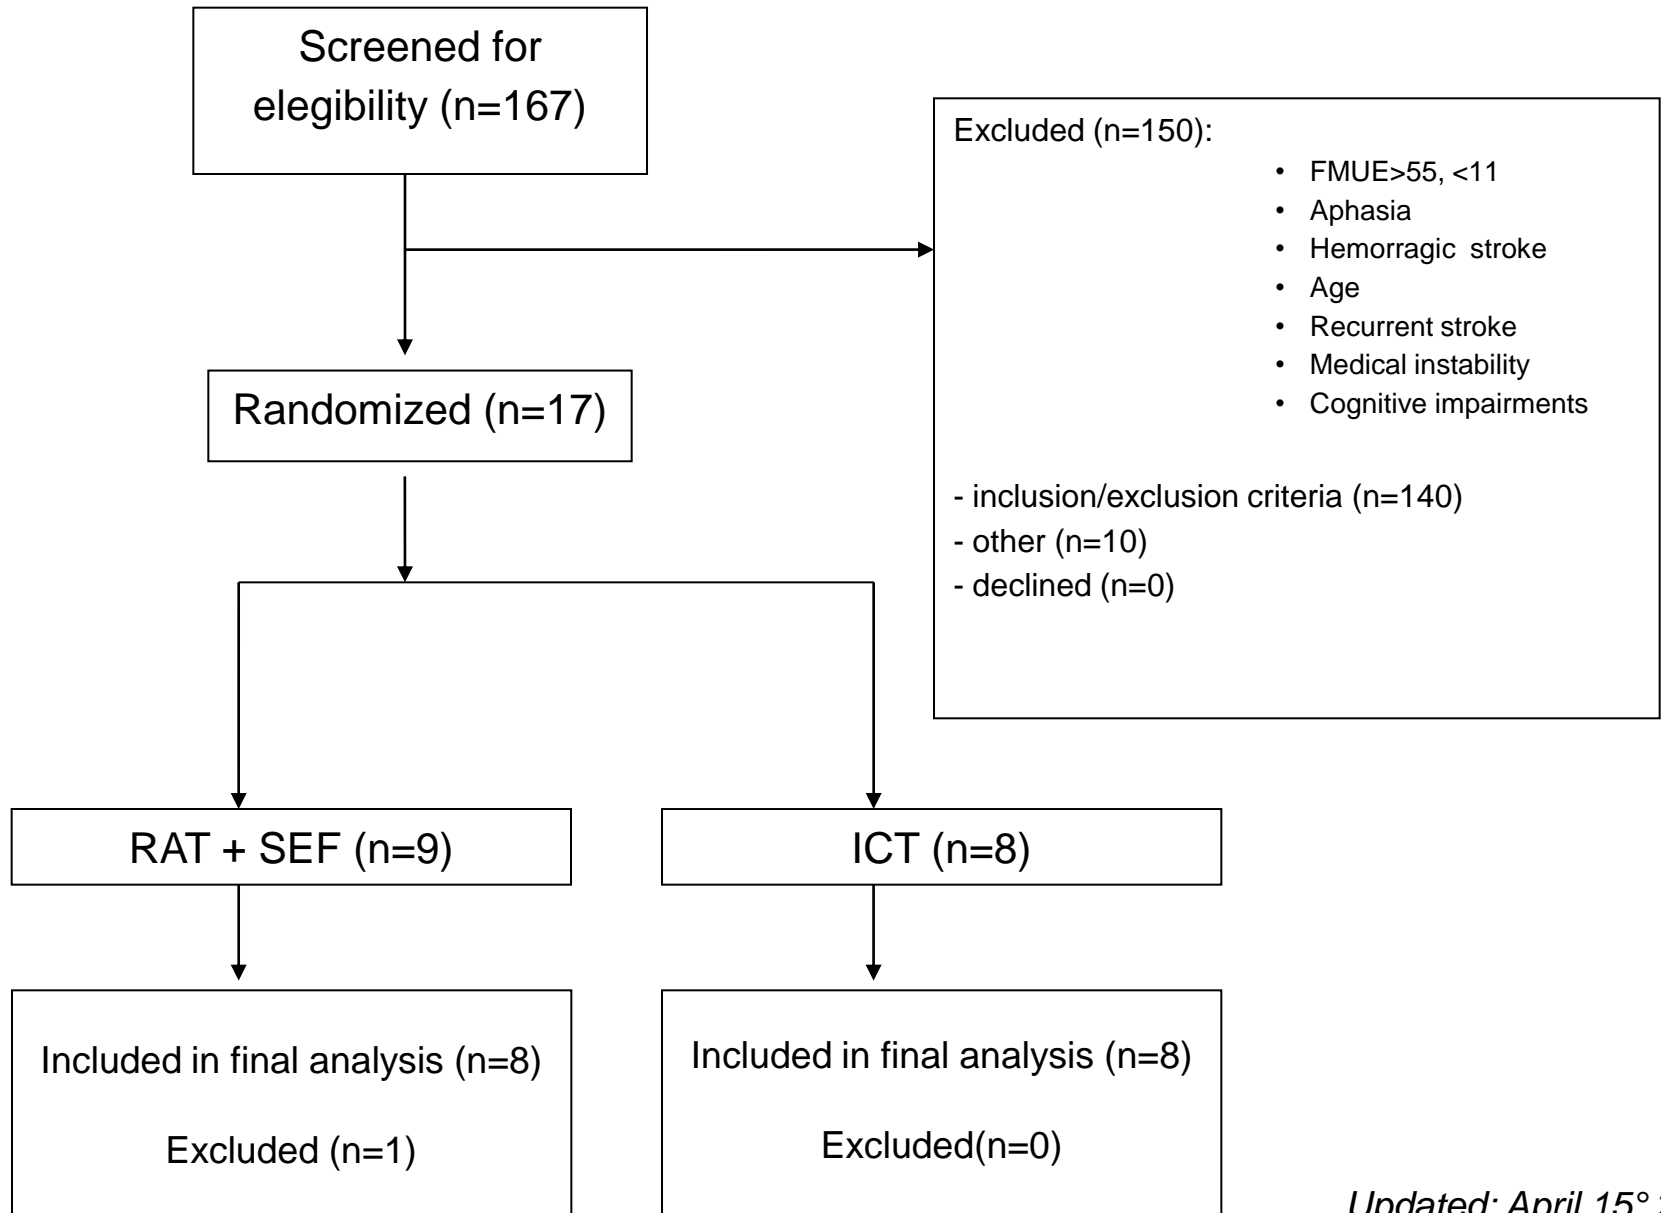 Screened for
elegibility (n=167)
Excluded (n=150):
• FMUE>55, <11
• Aphasia
• Hemorragic stroke
• Age
• Recurrent stroke
• Medical instability
• Cognitive impairments
- inclusion/exclusion criteria (n=140)
- other (n=10)
- declined (n=0)
Randomized (n=17)
RAT + SEF (n=9)
ICT (n=8)
Included in final analysis (n=8)
Excluded (n=1)
Included in final analysis (n=8)
Excluded(n=0)
Updated: April 15°